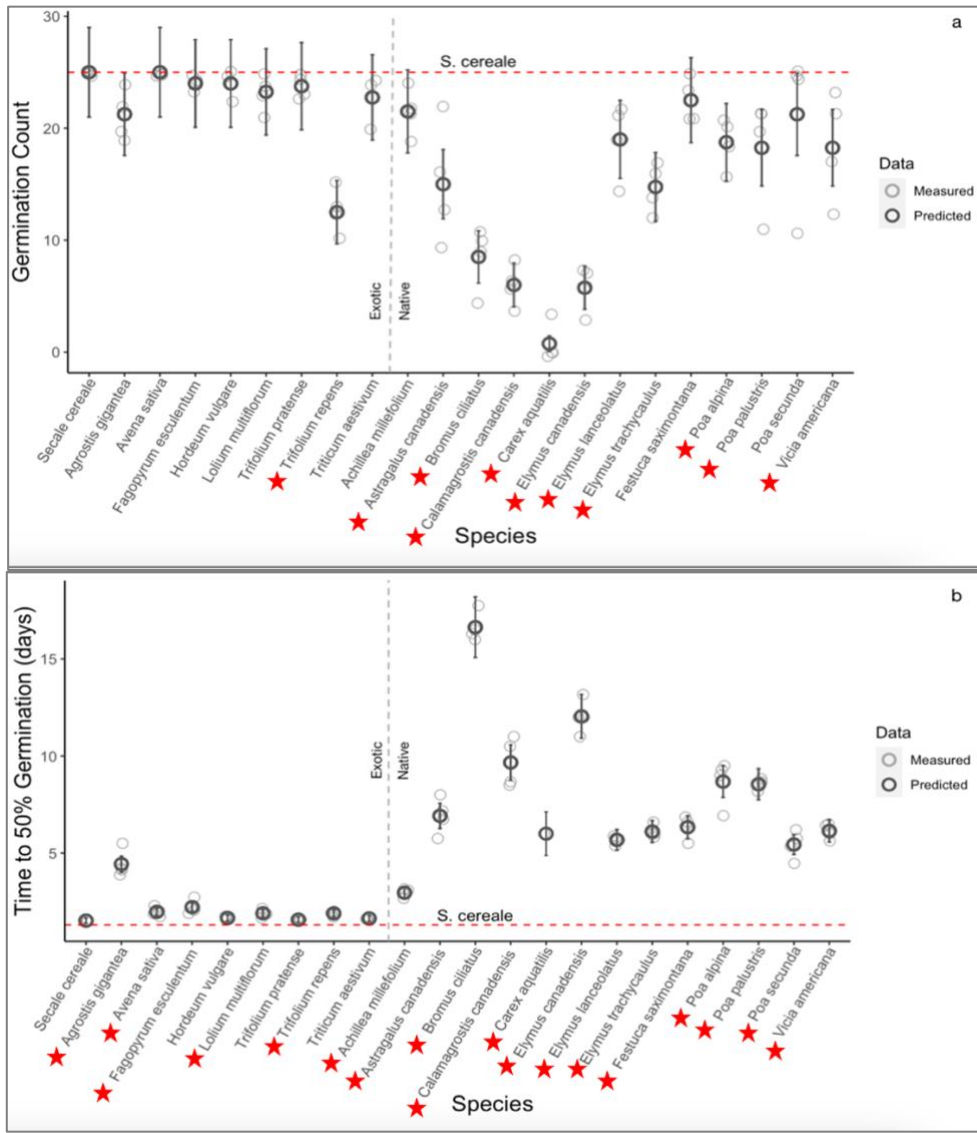 a
30
20
10
0
Germination Count
S. cereale
Exotic
Native
Data
Measured
Predicted
Secale cereale
Agrostis gigantea
Avena sativa
Fagopyrum esculentum
Hordeum vulgare
Lolium multiflorum
Trifolium pratense
Trifolium repens
Triticum aestivum
Achillea millefolium
Astragalus canadensis
Bromus ciliatus
Calamagrostis canadensis
Carex aquatilis
Elymus canadensis
Elymus lanceolatus
Elymus trachycaulus
Festuca saximontana
Poa alpina
Poa palustris
Poa secunda
Vicia americana
Species
b
15
10
5
Time to 50% Germination (days)
Exotic
Native
S. cereale
Data
Measured
Predicted
Secale cereale
Agrostis gigantea
Avena sativa
Fagopyrum esculentum
Hordeum vulgare
Lolium multiflorum
Trifolium pratense
Trifolium repens
Triticum aestivum
Achillea millefolium
Astragalus canadensis
Bromus ciliatus
Calamagrostis canadensis
Carex aquatilis
Elymus canadensis
Elymus lanceolatus
Elymus trachycaulus
Festuca saximontana
Poa alpina
Poa palustris
Poa secunda
Vicia americana
Species